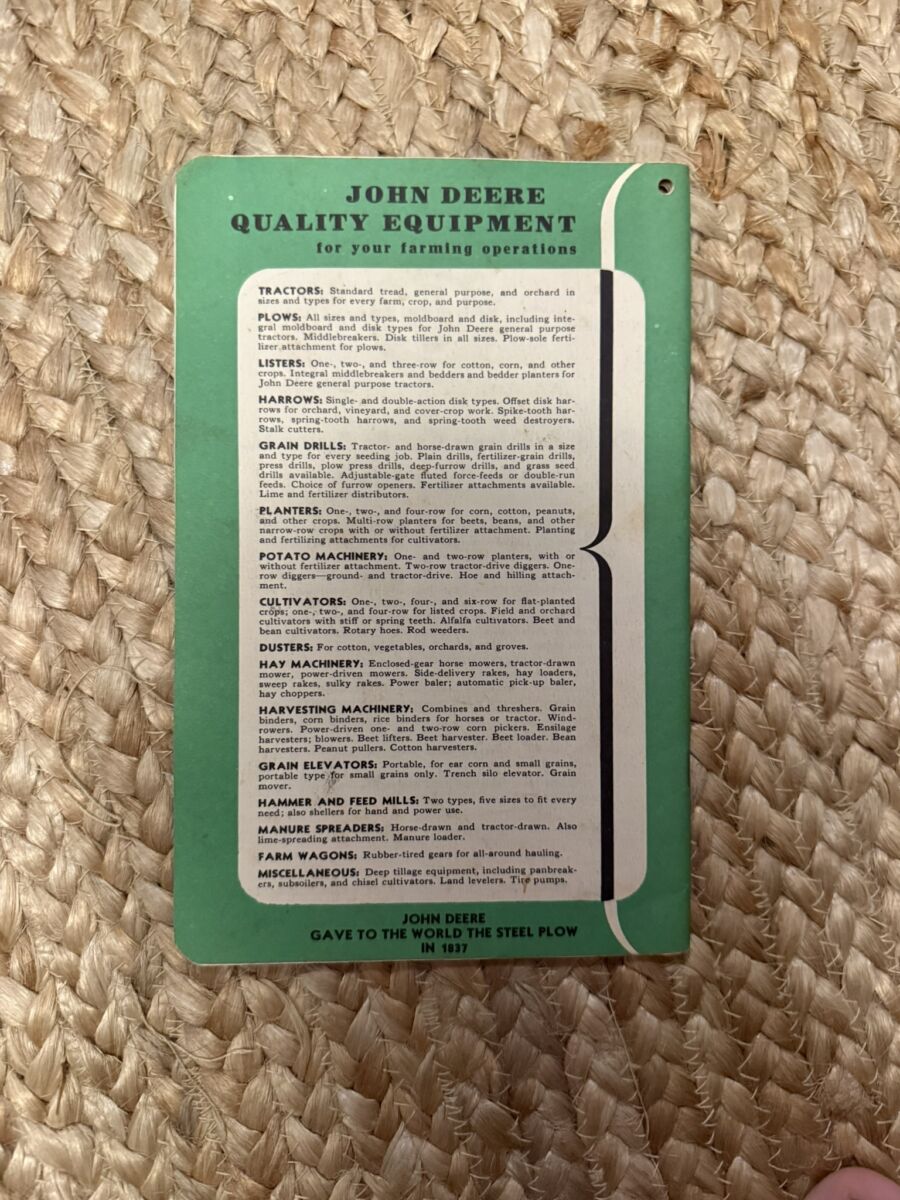 JOHN DEERE
QUALITY EQUIPMENT
for your farming operations
TRACTORS: Standard tread, general purpose, and orchard in
sizes and types for every farm, crop, and purpose.
PLOWS: All sizes and types, moldboard and disk, including inte-
gral moldboard and disk types for John Deere general purpose
tractors. Middlebreakers. Disk tillers in all sizes. Plow-sole ferti-
lizer attachment for plows.
LISTERS: One-, two-, and three-row for cotton, corn, and other
crops. Integral middlebreakers and bedders and bedder planters for
John Deere general purpose tractors.
HARROWS: Single- and double-action disk types. Offset disk har-
rows for orchard, vineyard, and cover-crop work. Spike-tooth har-
rows, spring-tooth harrows, and spring-tooth weed destroyers.
Stalk cutters.
GRAIN DRILLS: Tractor- and horse-drawn grain drills in a size
and type for every seeding job. Plain drills, fertilizer-grain drills,
press drills, plow press drills, deep-furrow drills, and grass seed
drills available. Adjustable-gate fluted force-feeds or double-run
feeds. Choice of furrow openers. Fertilizer attachments available.
Lime and fertilizer distributors.
PLANTERS: One-, two-, and four-row for corn, cotton, peanuts,
and other crops. Multi-row planters for beets, beans, and other
narrow-row crops with or without fertilizer attachment. Planting
and fertilizing attachments for cultivators.
POTATO MACHINERY: One- and two-row planters, with or
without fertilizer attachment. Two-row tractor-drive diggers. One-
row diggers—ground- and tractor-drive. Hoe and hilling attach-
ment.
CULTIVATORS: One-, two-, four-, and six-row for flat-planted
crops; one-, two-, and four-row for listed crops. Field and orchard
cultivators with stiff or spring teeth. Alfalfa cultivators. Beet and
bean cultivators. Rotary hoes. Rod weeders.
DUSTERS: For cotton, vegetables, orchards, and groves.
HAY MACHINERY: Enclosed-gear horse mowers, tractor-drawn
mower, power-driven mowers. Side-delivery rakes, hay loaders,
sweep rakes, sulky rakes. Power baler; automatic pick-up baler,
hay choppers.
HARVESTING MACHINERY: Combines and threshers. Grain
binders, corn binders, rice binders for horses or tractor. Wind-
rowers. Power-driven one- and two-row corn pickers. Ensilage
harvesters; blowers. Beet lifters. Beet harvester. Beet loader. Bean
harvesters. Peanut pullers. Cotton harvesters.
GRAIN ELEVATORS: Portable, for ear corn and small grains,
portable type for small grains only. Trench silo elevator. Grain
mover.
HAMMER AND FEED MILLS: Two types, five sizes to fit every
need; also shellers for hand and power use.
MANURE SPREADERS: Horse-drawn and tractor-drawn. Also
lime-spreading attachment. Manure loader.
FARM WAGONS: Rubber-tired gears for all-around hauling.
MISCELLANEOUS: Deep tillage equipment, including panbreak-
ers, subsoilers, and chisel cultivators. Land levelers. Tire pumps.
JOHN DEERE
GAVE TO THE WORLD THE STEEL PLOW
IN 1837